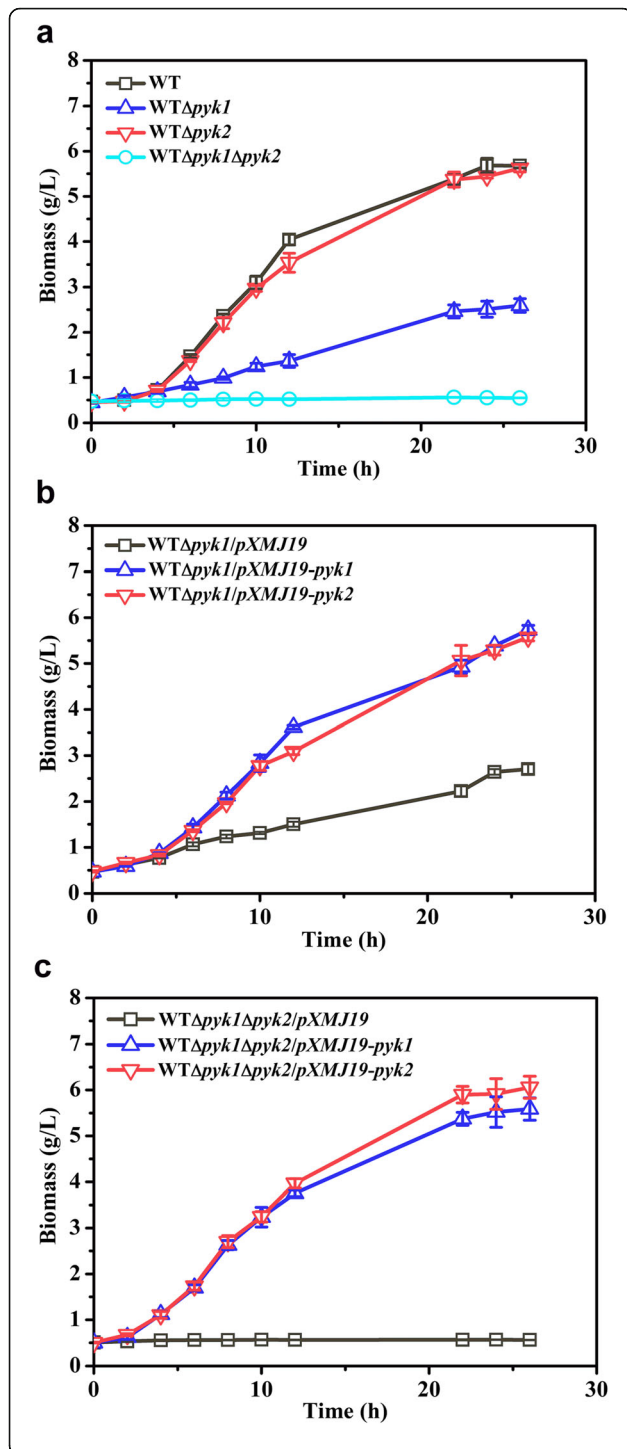 a
8
7
6
5
4
3
2
1
0
Biomass (g/L)
WT
WTΔpyk1
WTΔpyk2
WTΔpyk1Δpyk2
0 10 20 30
Time (h)
b
8
7
6
5
4
3
2
1
0
Biomass (g/L)
WTΔpyk1/pXMJ19
WTΔpyk1/pXMJ19-pyk1
WTΔpyk1/pXMJ19-pyk2
0 10 20 30
Time (h)
c
8
7
6
5
4
3
2
1
0
Biomass (g/L)
WTΔpyk1Δpyk2/pXMJ19
WTΔpyk1Δpyk2/pXMJ19-pyk1
WTΔpyk1Δpyk2/pXMJ19-pyk2
0 10 20 30
Time (h)